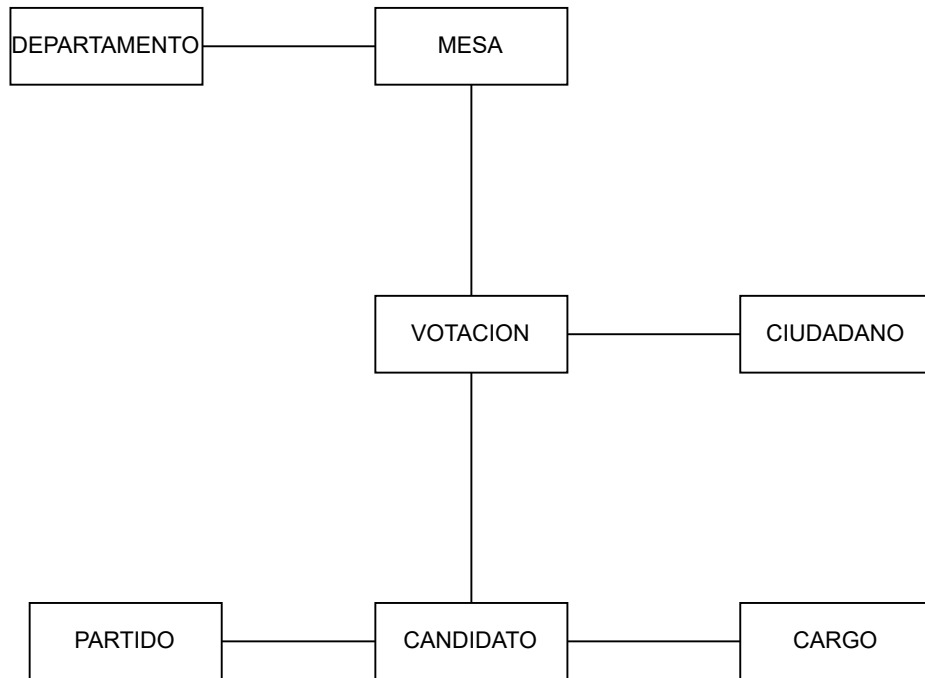 DEPARTAMENTO
MESA
VOTACION
CIUDADANO
PARTIDO
CANDIDATO
CARGO